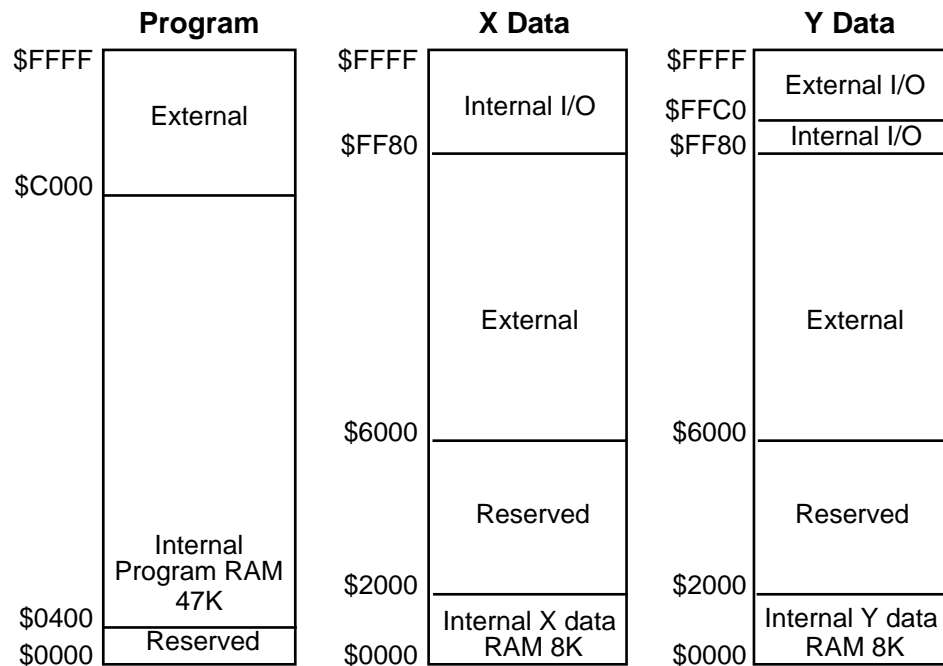 Program
$FFFF
External
$C000
Internal
Program RAM
47K
$0400
Reserved
$0000
X Data
$FFFF
Internal I/O
$FF80
External
$6000
Reserved
$2000
Internal X data
RAM 8K
$0000
Y Data
$FFFF
External I/O
$FFC0
Internal I/O
$FF80
External
$6000
Reserved
$2000
Internal Y data
RAM 8K
$0000